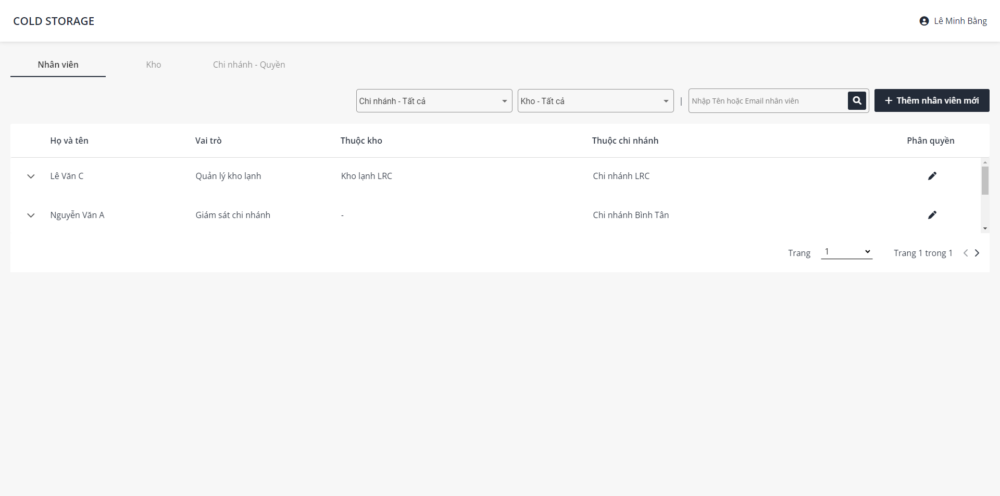 COLD STORAGE
Lê Minh Bằng
Nhân viên
Kho
Chi nhánh - Quyền
Chi nhánh - Tất cả
Kho - Tất cả
|
Nhập Tên hoặc Email nhân viên
+ Thêm nhân viên mới
Họ và tên Vai trò Thuộc kho Thuộc chi nhánh Phân quyền
Lê Văn C Quản lý kho lạnh Kho lạnh LRC Chi nhánh LRC
Nguyễn Văn A Giám sát chi nhánh - Chi nhánh Bình Tân
Trang 1 Trang 1 trong 1